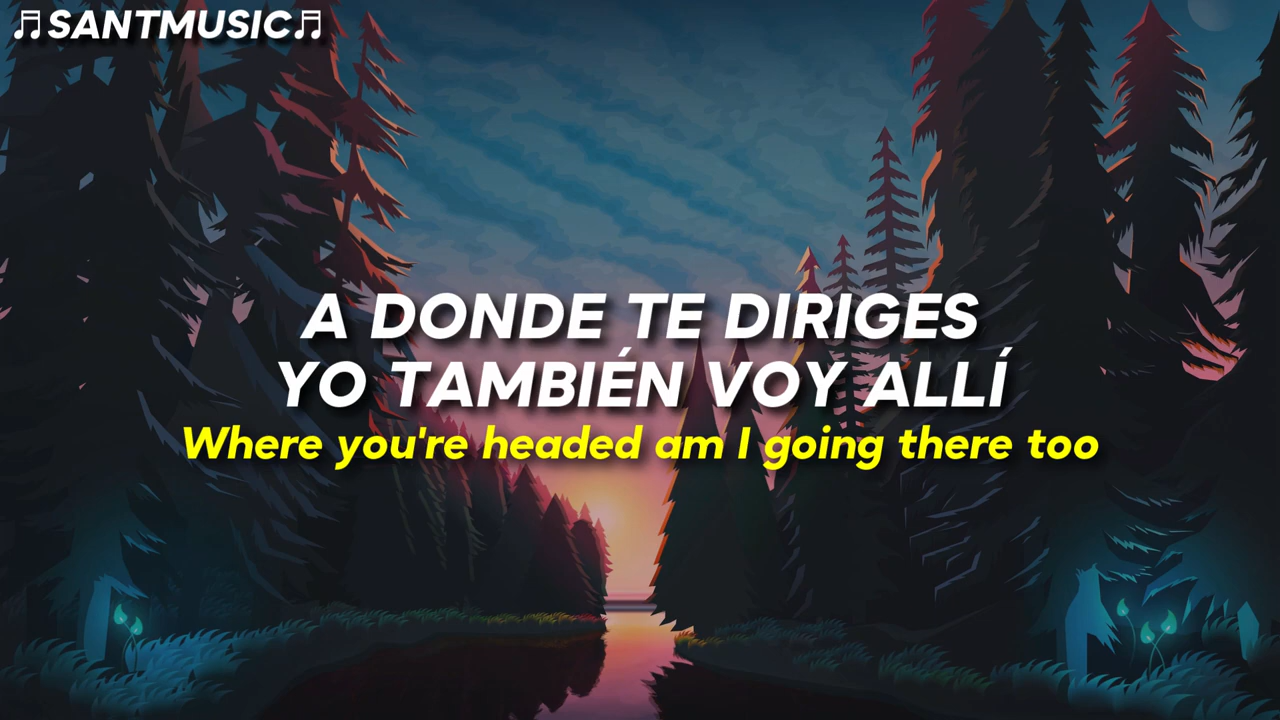 ♬SANTMUSIC♬
A DONDE TE DIRIGES
YO TAMBIÉN VOY ALLÍ
Where you're headed am I going there too